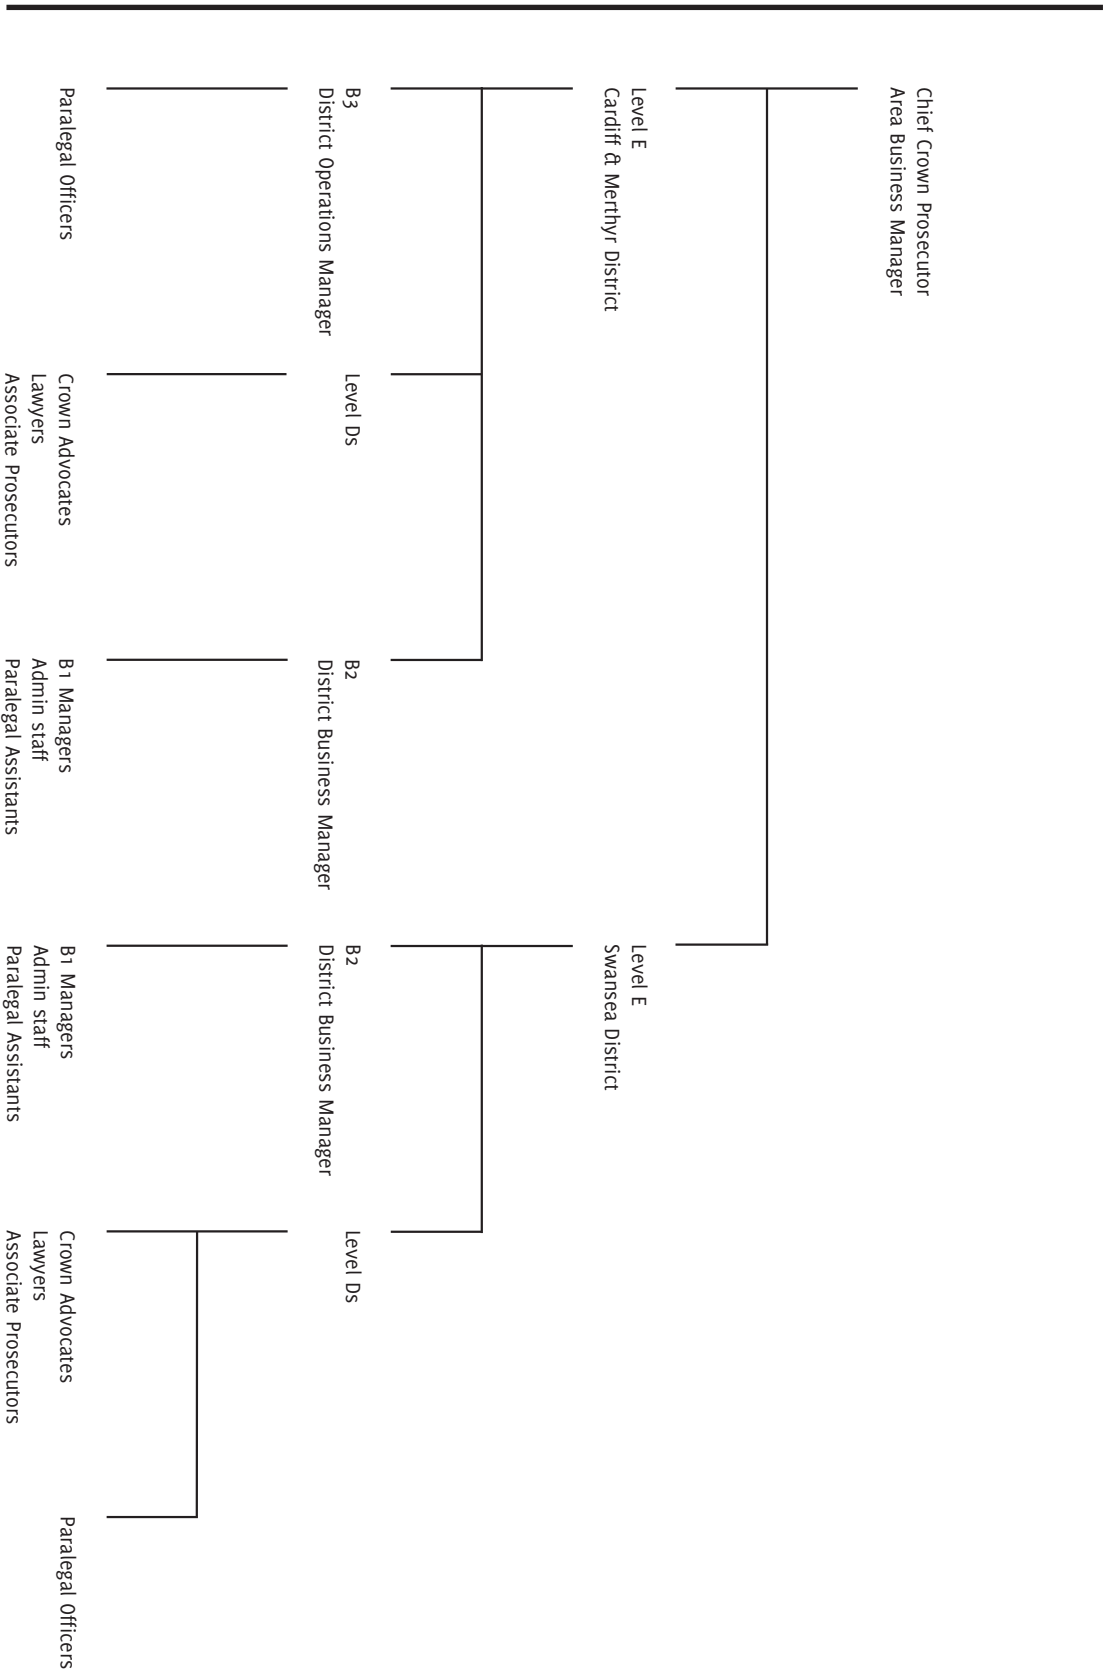 Chief Crown Prosecutor
Area Business Manager
Level E
Cardiff & Merthyr District
Level E
Swansea District
B3
District Operations Manager
Level Ds
B2
District Business Manager
B2
District Business Manager
Level Ds
Paralegal Officers
Crown Advocates
Lawyers
Associate Prosecutors
B1 Managers
Admin staff
Paralegal Assistants
B1 Managers
Admin staff
Paralegal Assistants
Crown Advocates
Lawyers
Associate Prosecutors
Paralegal Officers